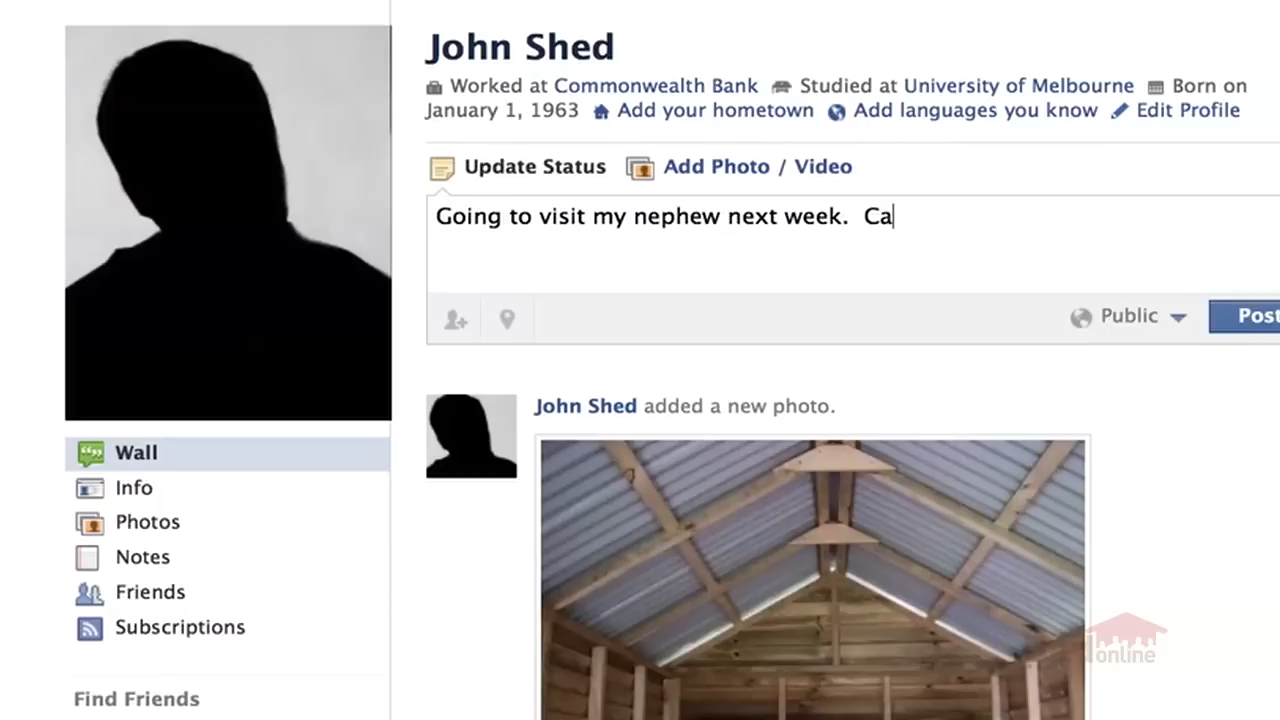 John Shed
Worked at Commonwealth Bank Studied at University of Melbourne Born on
January 1, 1963 Add your hometown Add languages you know Edit Profile
Update Status Add Photo / Video
Going to visit my nephew next week.  Ca
Public Post
John Shed added a new photo.
Wall
Info
Photos
Notes
Friends
Subscriptions
Find Friends
online